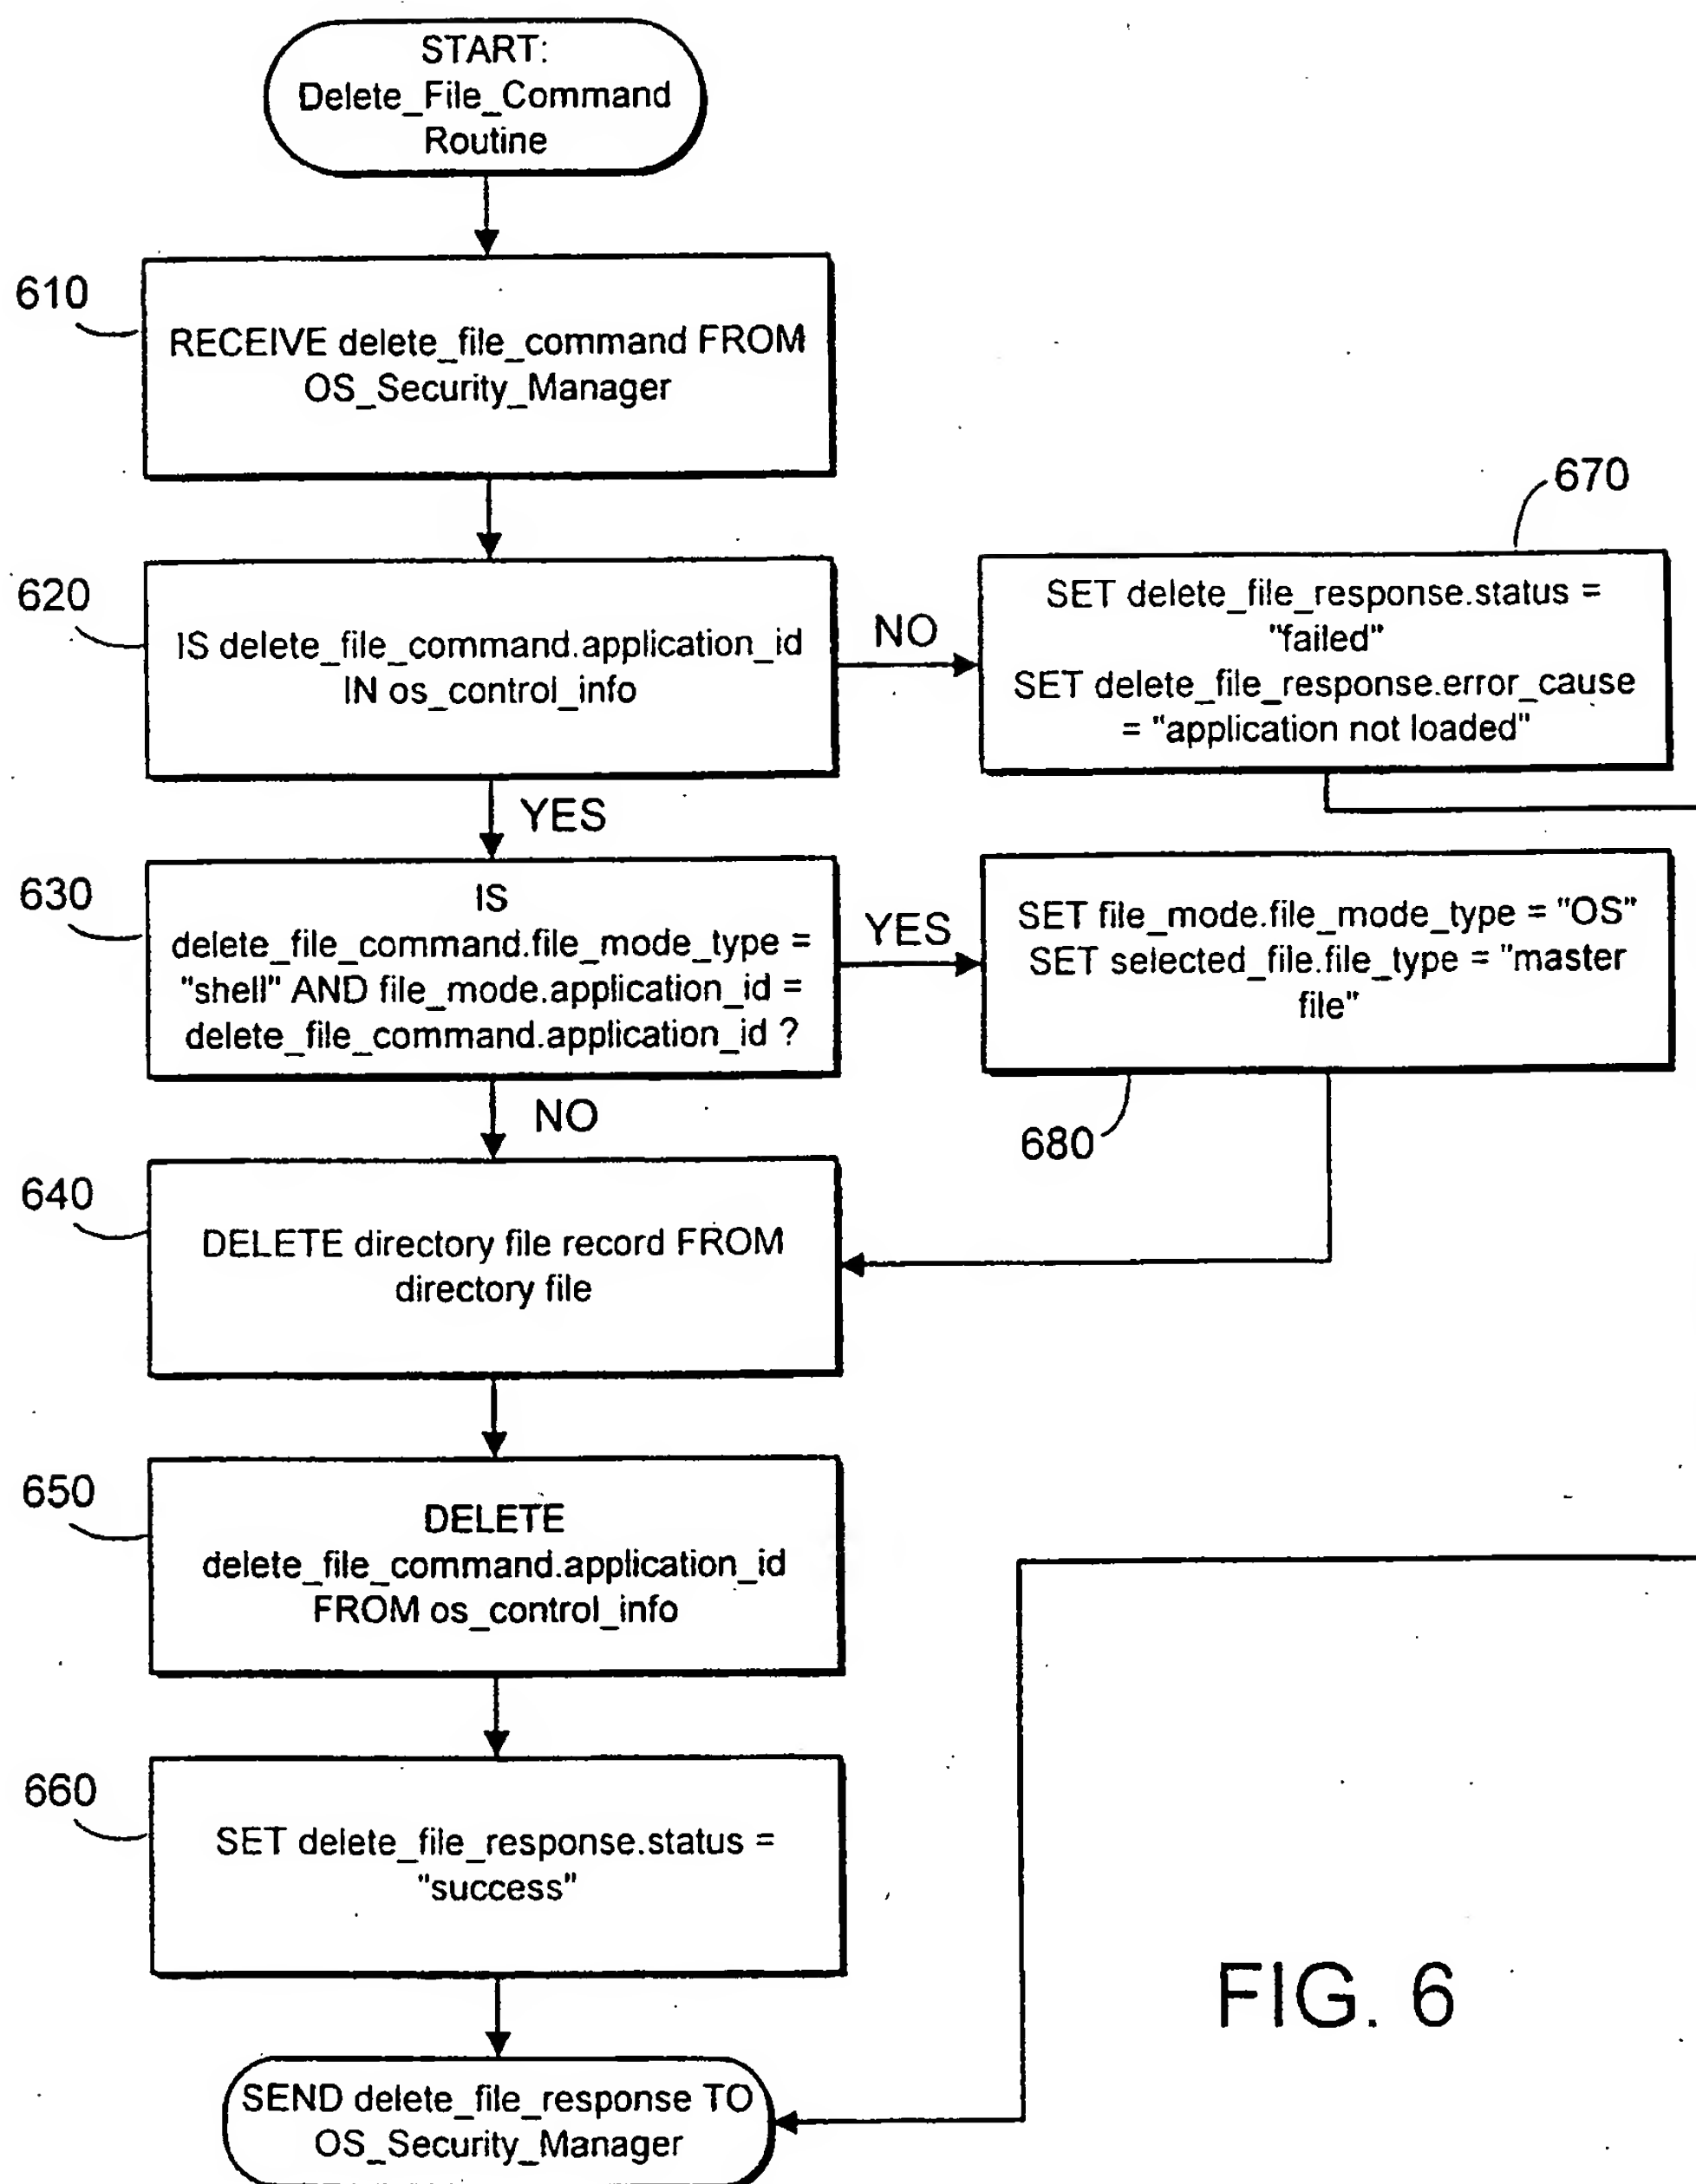 START:
Delete_File_Command
Routine
610
RECEIVE delete_file_command FROM
OS_Security_Manager
620
IS delete_file_command.application_id
IN os_control_info
NO
670
SET delete_file_response.status =
"failed"
SET delete_file_response.error_cause
= "application not loaded"
YES
630
IS
delete_file_command.file_mode_type =
"shell" AND file_mode.application_id =
delete_file_command.application_id ?
YES
SET file_mode.file_mode_type = "OS"
SET selected_file.file_type = "master
file"
680
NO
640
DELETE directory file record FROM
directory file
650
DELETE
delete_file_command.application_id
FROM os_control_info
660
SET delete_file_response.status =
"success"
SEND delete_file_response TO
OS_Security_Manager
FIG. 6